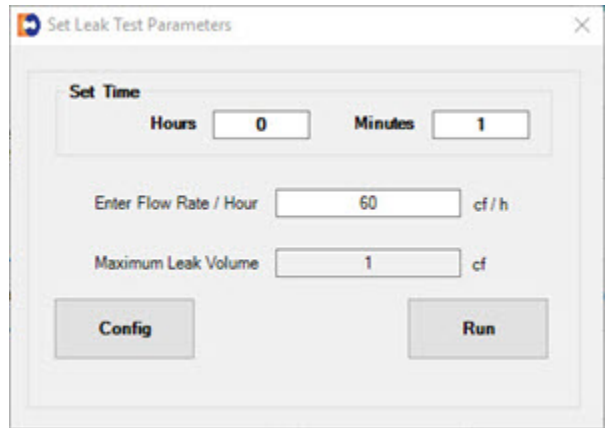 Set Leak Test Parameters
Set Time
Hours 0 Minutes 1
Enter Flow Rate / Hour 60 cf / h
Maximum Leak Volume 1 cf
Config Run